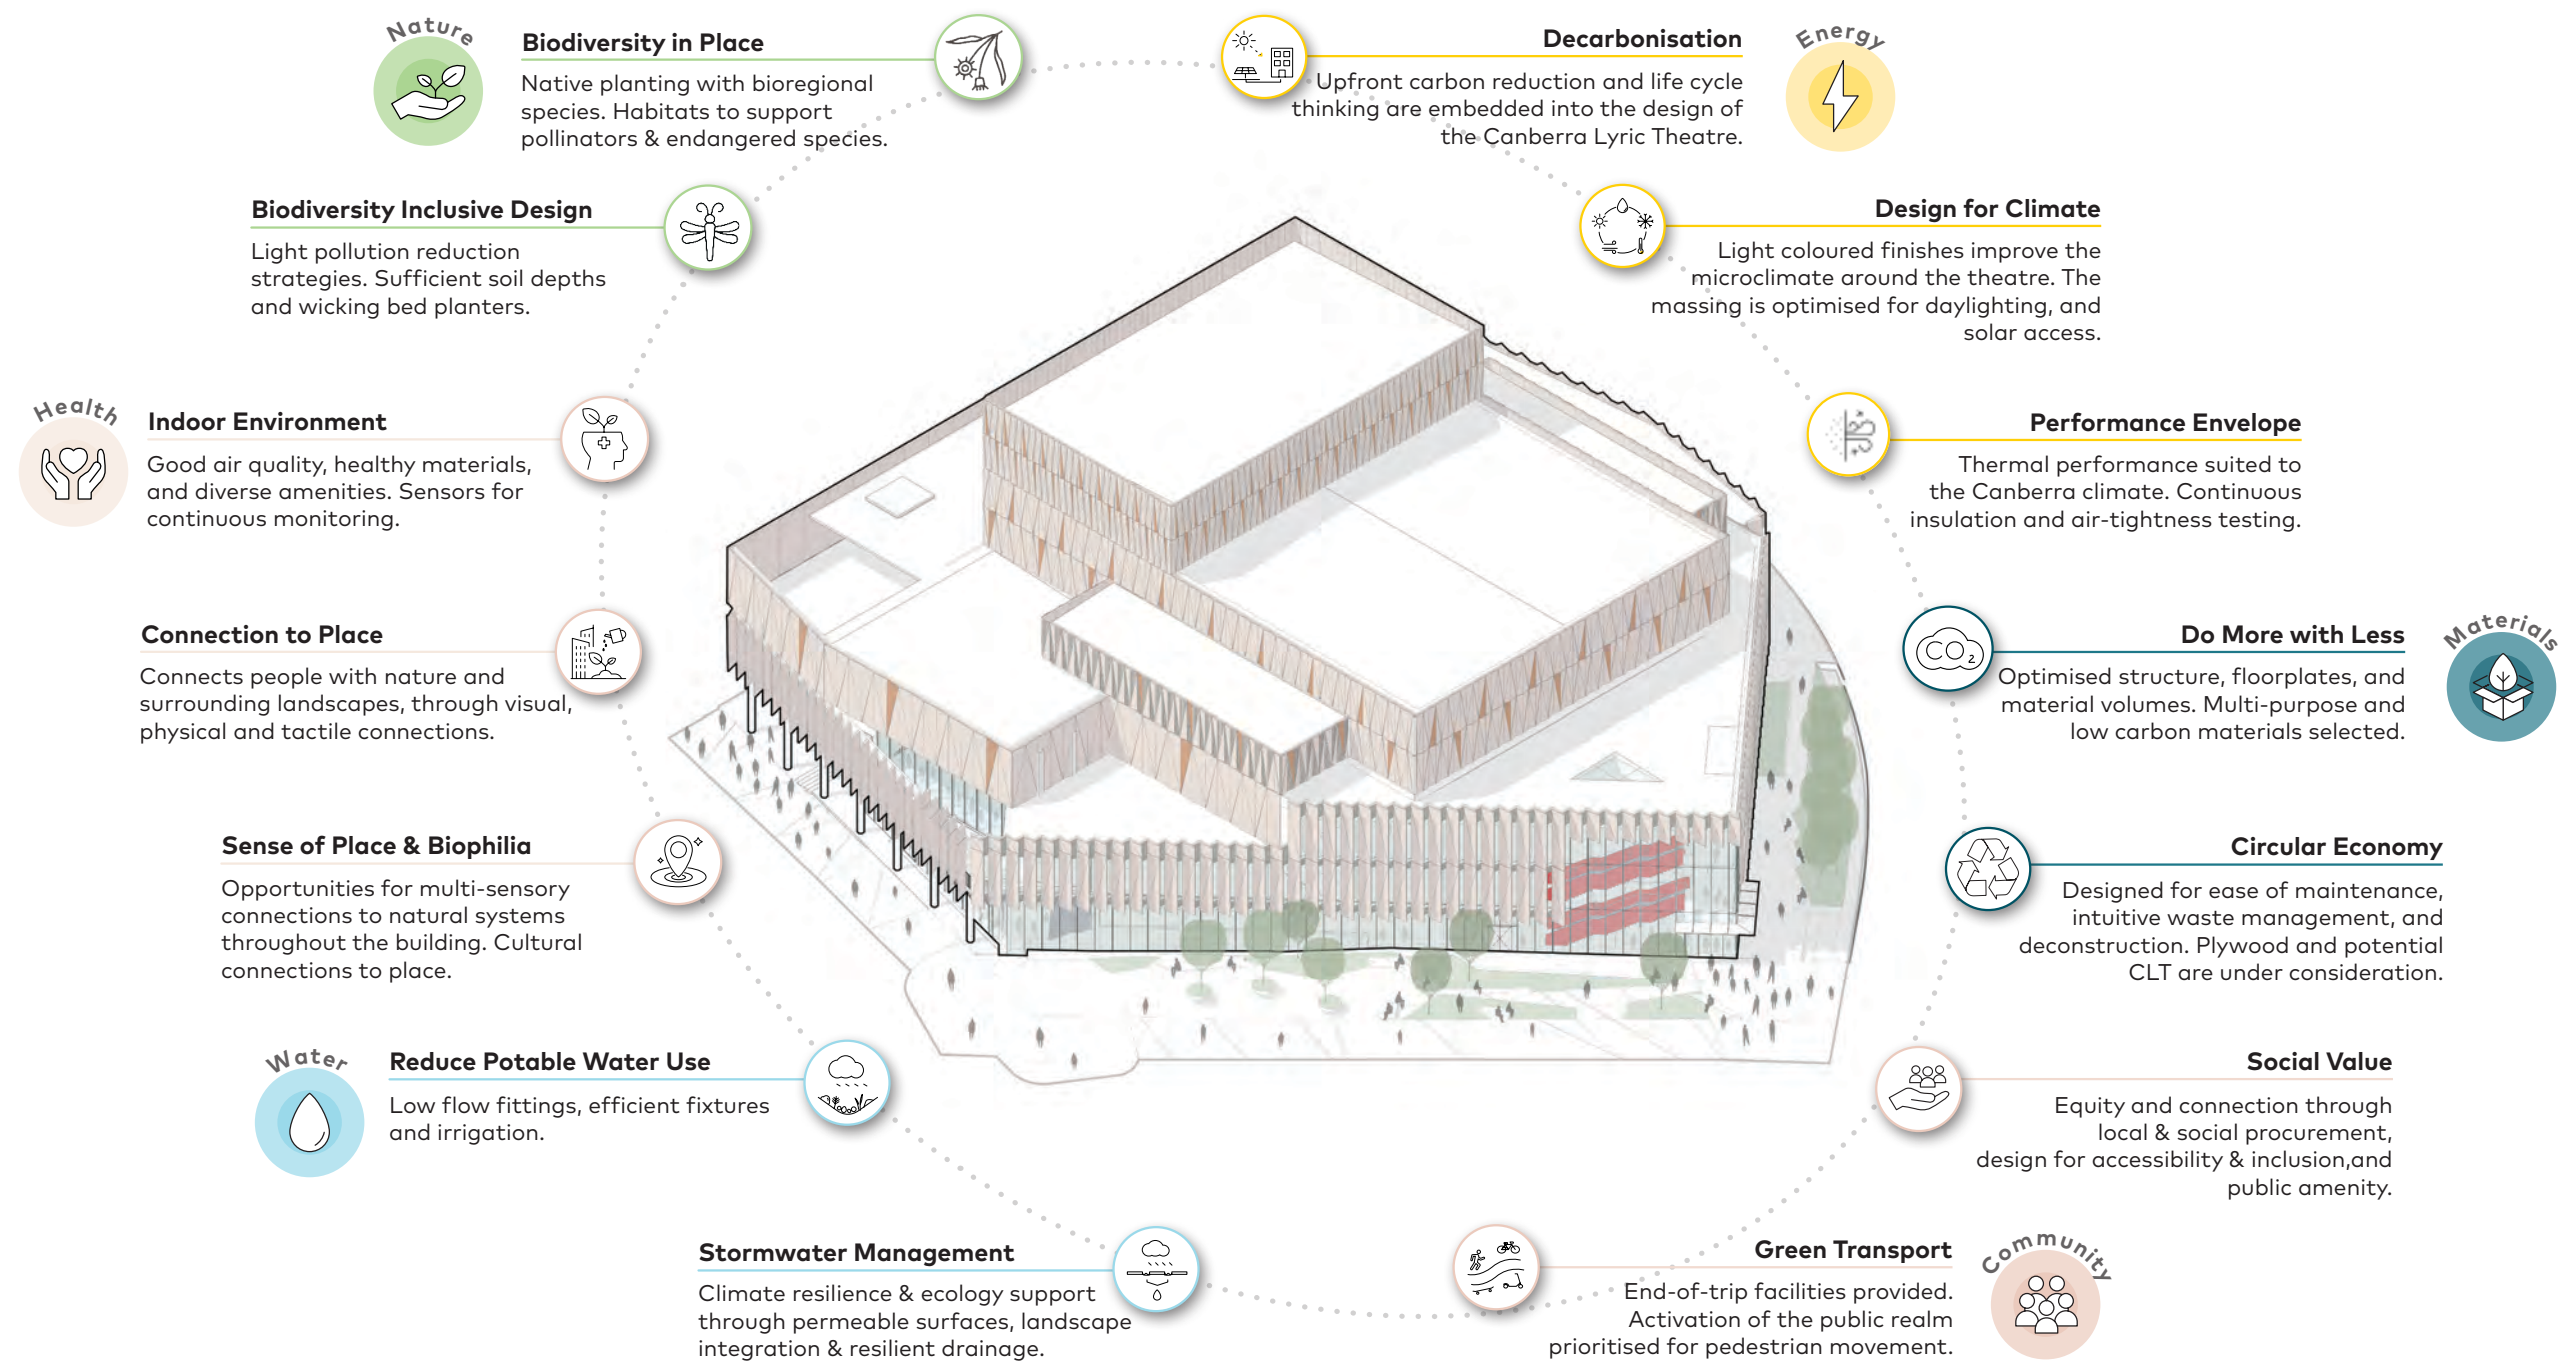 Nature
Biodiversity in Place
Native planting with bioregional
species. Habitats to support
pollinators & endangered species.
Biodiversity Inclusive Design
Light pollution reduction
strategies. Sufficient soil depths
and wicking bed planters.
Health
Indoor Environment
Good air quality, healthy materials,
and diverse amenities. Sensors for
continuous monitoring.
Connection to Place
Connects people with nature and
surrounding landscapes, through visual,
physical and tactile connections.
Sense of Place & Biophilia
Opportunities for multi-sensory
connections to natural systems
throughout the building. Cultural
connections to place.
Water
Reduce Potable Water Use
Low flow fittings, efficient fixtures
and irrigation.
Stormwater Management
Climate resilience & ecology support
through permeable surfaces, landscape
integration & resilient drainage.
Energy
Decarbonisation
Upfront carbon reduction and life cycle
thinking are embedded into the design of
the Canberra Lyric Theatre.
Design for Climate
Light coloured finishes improve the
microclimate around the theatre. The
massing is optimised for daylighting, and
solar access.
Performance Envelope
Thermal performance suited to
the Canberra climate. Continuous
insulation and air-tightness testing.
Materials
CO2
Do More with Less
Optimised structure, floorplates, and
material volumes. Multi-purpose and
low carbon materials selected.
Circular Economy
Designed for ease of maintenance,
intuitive waste management, and
deconstruction. Plywood and potential
CLT are under consideration.
Social Value
Equity and connection through
local & social procurement,
design for accessibility & inclusion,and
public amenity.
Community
Green Transport
End-of-trip facilities provided.
Activation of the public realm
prioritised for pedestrian movement.